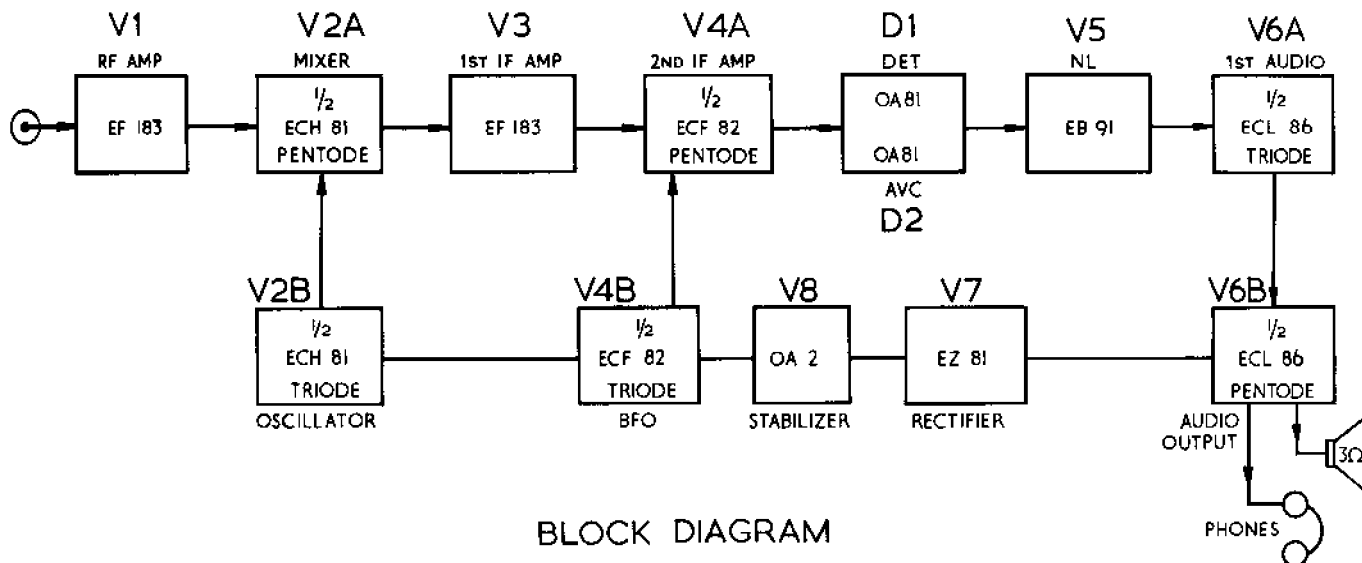 V1
V2A
V3
V4A
D1
V5
V6A
RF AMP
MIXER
1ST IF AMP
2ND IF AMP
DET
NL
1ST AUDIO
EF 183
1/2
ECH 81
PENTODE
EF 183
1/2
ECF 82
PENTODE
OA81
OA81
EB 91
1/2
ECL 86
TRIODE
AVC
D2
V2B
V4B
V8
V7
V6B
1/2
ECH 81
TRIODE
1/2
ECF 82
TRIODE
OA 2
EZ 81
1/2
ECL 86
PENTODE
OSCILLATOR
BFO
STABILIZER
RECTIFIER
AUDIO
OUTPUT
3Ω
PHONES
BLOCK DIAGRAM